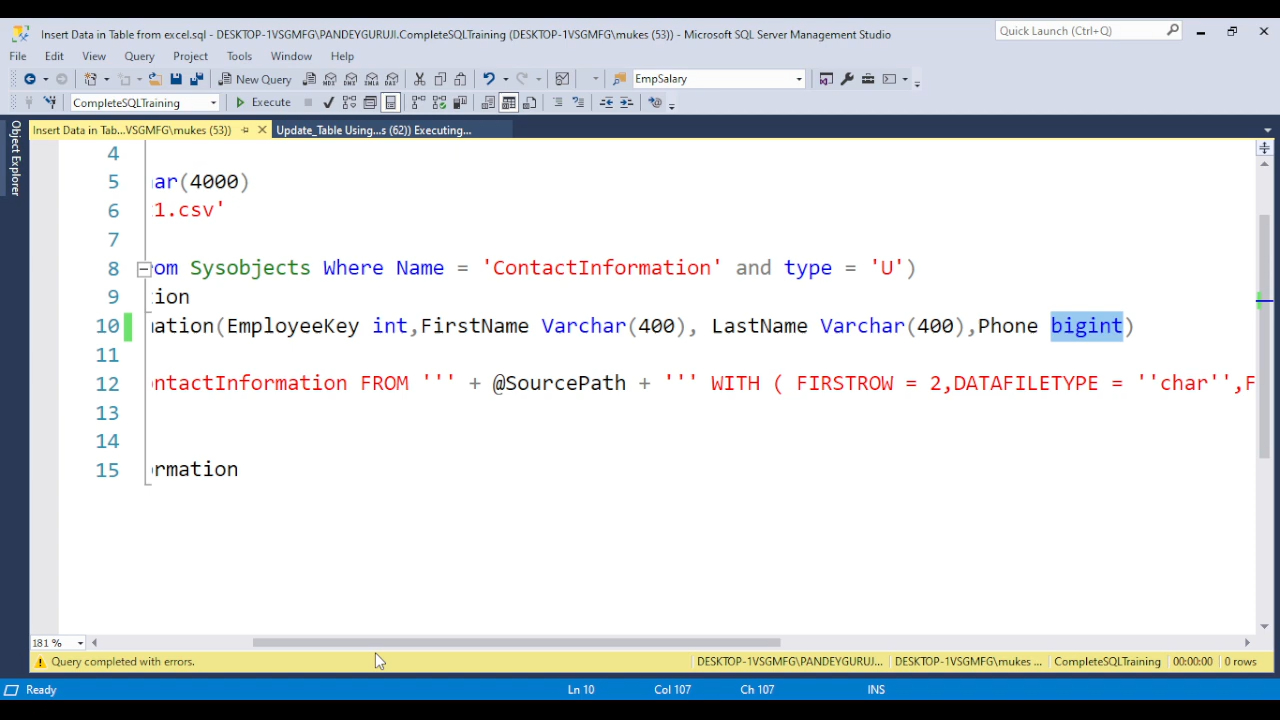 Insert Data in Table from excel.sql - DESKTOP-1VSGMFG\PANDEYGURUJI.CompleteSQLTraining (DESKTOP-1VSGMFG\mukes (53)) - Microsoft SQL Server Management Studio
Quick Launch (Ctrl+Q)
File Edit View Query Project Tools Window Help
New Query
EmpSalary
CompleteSQLTraining
Execute
Insert Data in Tab...VSGMFG\mukes (53))
Update_Table Using...s (62)) Executing...
Object Explorer
4
5 ar(4000)
6 1.csv'
7
8 om Sysobjects Where Name = 'ContactInformation' and type = 'U')
9 ion
10 ation(EmployeeKey int,FirstName Varchar(400), LastName Varchar(400),Phone bigint)
11
12 ntactInformation FROM ''' + @SourcePath + ''' WITH ( FIRSTROW = 2,DATAFILETYPE = ''char'',F
13
14
15 rmation
181 %
Query completed with errors.
DESKTOP-1VSGMFG\PANDEYGURUJ... DESKTOP-1VSGMFG\mukes ... CompleteSQLTraining 00:00:00 0 rows
Ready Ln 10 Col 107 Ch 107 INS